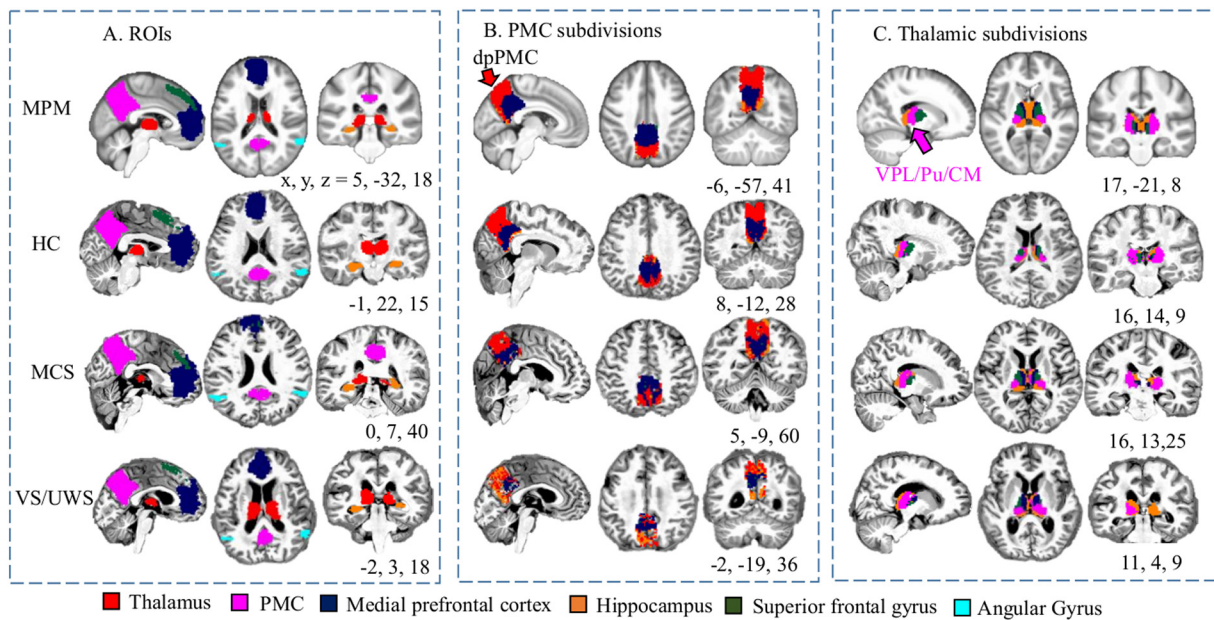 A. ROIs
B. PMC subdivisions
C. Thalamic subdivisions
dpPMC
MPM
VPL/Pu/CM
x, y, z = 5, -32, 18
-6, -57, 41
17, -21, 8
HC
-1, 22, 15
8, -12, 28
16, 14, 9
MCS
0, 7, 40
5, -9, 60
16, 13,25
VS/UWS
-2, 3, 18
-2, -19, 36
11, 4, 9
Thalamus PMC Medial prefrontal cortex Hippocampus Superior frontal gyrus Angular Gyrus